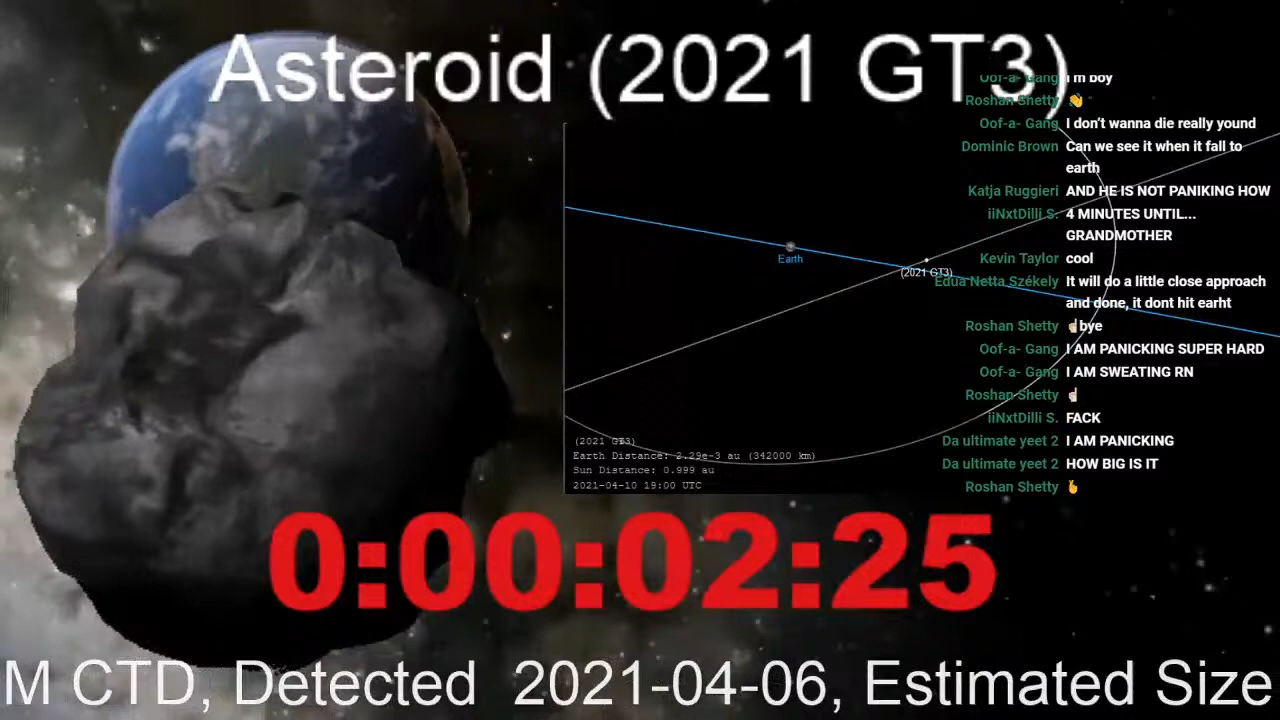 Asteroid (2021 GT3)
Oof-a- Gang I'm boy
Roshan Shetty 👋
Oof-a- Gang I don't wanna die really yound
Dominic Brown Can we see it when it fall to
earth
Katja Ruggieri AND HE IS NOT PANIKING HOW
iiNxtDilli S. 4 MINUTES UNTIL...
GRANDMOTHER
Kevin Taylor cool
Edua Netta Székely It will do a little close approach
and done, it dont hit earht
Roshan Shetty ☝🏻bye
Oof-a- Gang I AM PANICKING SUPER HARD
Oof-a- Gang I AM SWEATING RN
Roshan Shetty ☝🏻
iiNxtDilli S. FACK
Da ultimate yeet 2 I AM PANICKING
Da ultimate yeet 2 HOW BIG IS IT
Roshan Shetty 🫰
Earth
(2021 GT3)
(2021 GT3)
Earth Distance: 2.29e-3 au (342000 km)
Sun Distance: 0.999 au
2021-04-10 19:00 UTC
0:00:02:25
M CTD, Detected 2021-04-06, Estimated Size